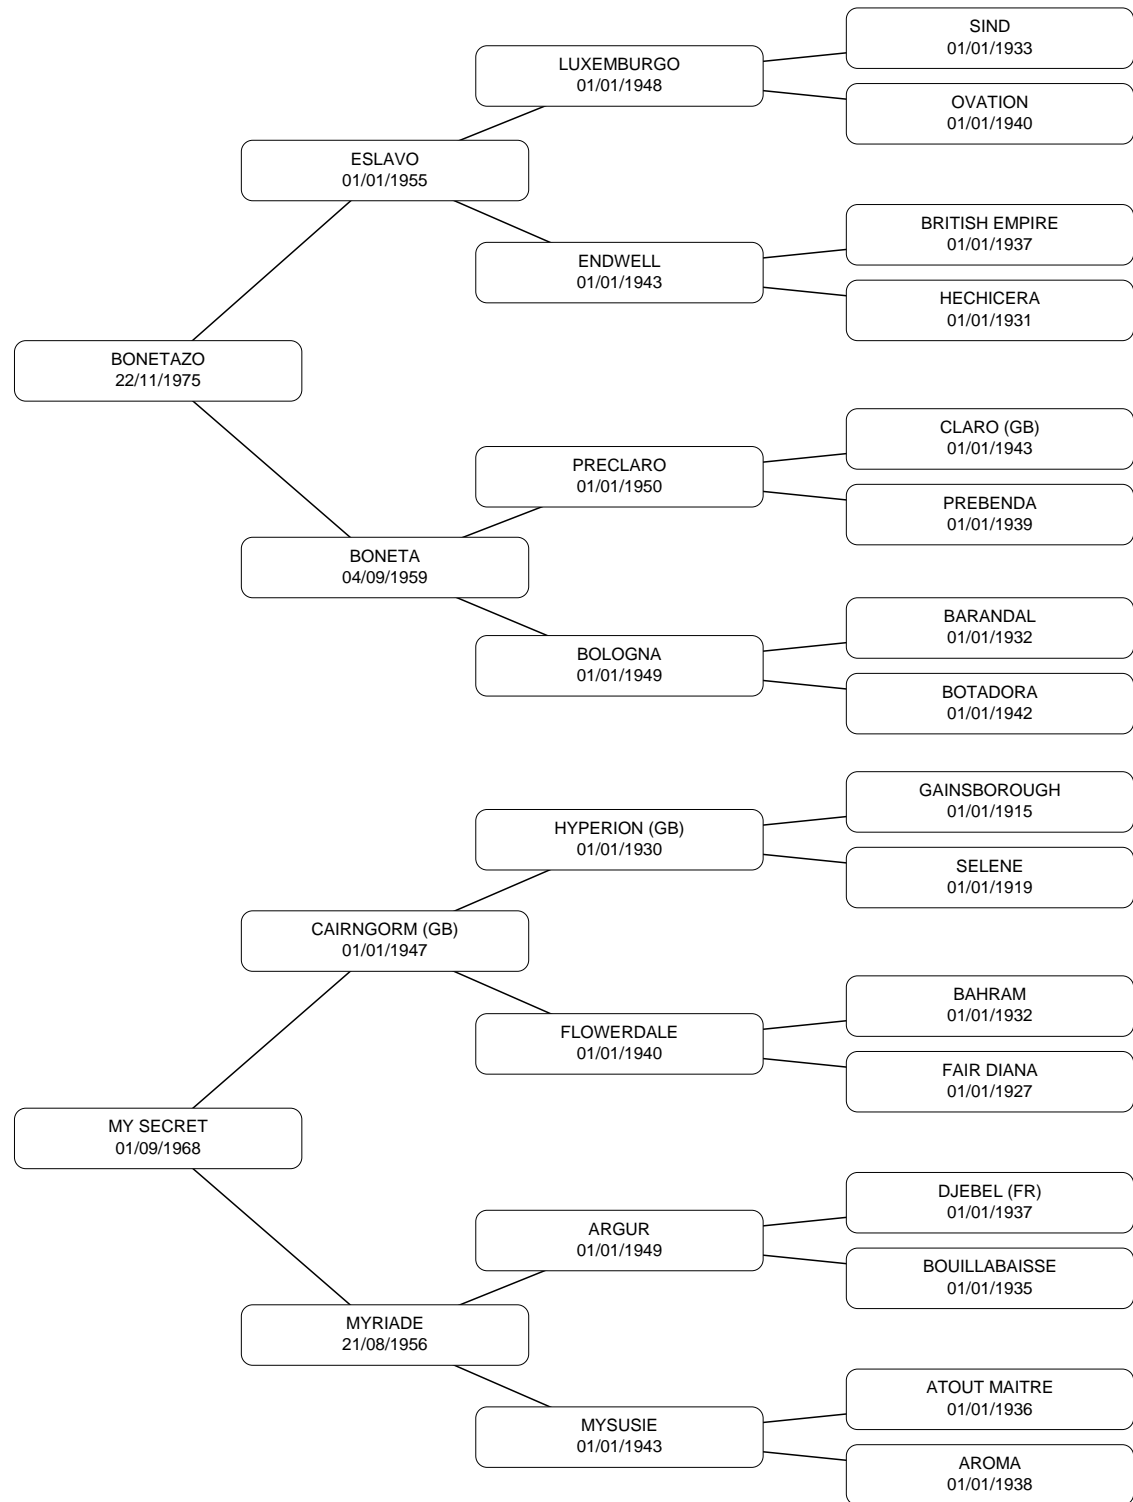 SIND
01/01/1933
LUXEMBURGO
01/01/1948
OVATION
01/01/1940
ESLAVO
01/01/1955
BRITISH EMPIRE
01/01/1937
ENDWELL
01/01/1943
HECHICERA
01/01/1931
BONETAZO
22/11/1975
CLARO (GB)
01/01/1943
PRECLARO
01/01/1950
PREBENDA
01/01/1939
BONETA
04/09/1959
BARANDAL
01/01/1932
BOLOGNA
01/01/1949
BOTADORA
01/01/1942
GAINSBOROUGH
01/01/1915
HYPERION (GB)
01/01/1930
SELENE
01/01/1919
CAIRNGORM (GB)
01/01/1947
BAHRAM
01/01/1932
FLOWERDALE
01/01/1940
FAIR DIANA
01/01/1927
MY SECRET
01/09/1968
DJEBEL (FR)
01/01/1937
ARGUR
01/01/1949
BOUILLABAISSE
01/01/1935
MYRIADE
21/08/1956
ATOUT MAITRE
01/01/1936
MYSUSIE
01/01/1943
AROMA
01/01/1938